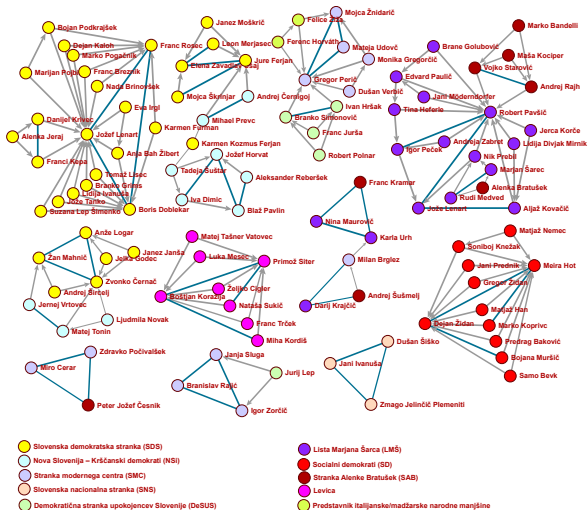 Bojan Podkrajšek
Dejan Kaloh
Marko Pogačnik
Marijan Pojbič
Franc Breznik
Nada Brinovšek
Franc Rosec
Danijel Krivec
Eva Irgl
Alenka Jeraj
Jožef Lenart
Franci Kepa
Ana Bah Žibert
Karmen Furman
Tomaž Lisec
Branko Grims
Lidija Ivanuša
Jože Tanko
Suzana Lep Šimenko
Boris Doblekar
Janez Moškrič
Leon Merjasec
Jure Ferjan
Mojca Škrinjar
Andrej Černigoj
Mihael Prevc
Karmen Kozmus Ferjan
Jožef Horvat
Tadeja Šuštar
Aleksander Reberšek
Iva Dimic
Blaž Pavlin
Mojca Žnidarič
Felice Žiža
Ferenc Horváth
Mateja Udovč
Monika Gregorčič
Gregor Perič
Dušan Verbič
Ivan Hršak
Branko Simonovič
Franc Jurša
Robert Polnar
Marko Bandelli
Brane Golubović
Maša Kociper
Vojko Starović
Edvard Paulič
Andrej Rajh
Jani Möderndorfer
Tina Heferle
Robert Pavšič
Jerca Korče
Lidija Divjak Mirnik
Igor Peček
Andreja Zabret
Nik Prebil
Marjan Šarec
Alenka Bratušek
Rudi Medved
Jože Lenart
Aljaž Kovačič
Franc Kramar
Nina Maurovič
Karla Urh
Milan Brglez
Andrej Šušmelj
Darij Krajčič
Anže Logar
Žan Mahnič
Janez Janša
Jelka Godec
Zvonko Černač
Andrej Širčelj
Jernej Vrtovec
Ljudmila Novak
Matej Tonin
Matej Tašner Vatovec
Luka Mesec
Primož Siter
Željko Cigler
Boštjan Koražija
Nataša Sukič
Franc Trček
Miha Kordiš
Matjaž Nemec
Soniboj Knežak
Jani Prednik
Meira Hot
Gregor Židan
Matjaž Han
Dejan Židan
Marko Koprivc
Predrag Baković
Bojana Muršič
Samo Bevk
Zdravko Počivalšek
Miro Cerar
Peter Jožef Česnik
Janja Sluga
Branislav Rajić
Jurij Lep
Igor Zorčič
Dušan Šiško
Jani Ivanuša
Zmago Jelinčič Plemeniti
Slovenska demokratska stranka (SDS)
Nova Slovenija – Krščanski demokrati (NSi)
Stranka modernega centra (SMC)
Slovenska nacionalna stranka (SNS)
Demokratična stranka upokojencev Slovenije (DeSUS)
Lista Marjana Šarca (LMŠ)
Socialni demokrati (SD)
Stranka Alenke Bratušek (SAB)
Levica
Predstavnik italijanske/madžarske narodne manjšine